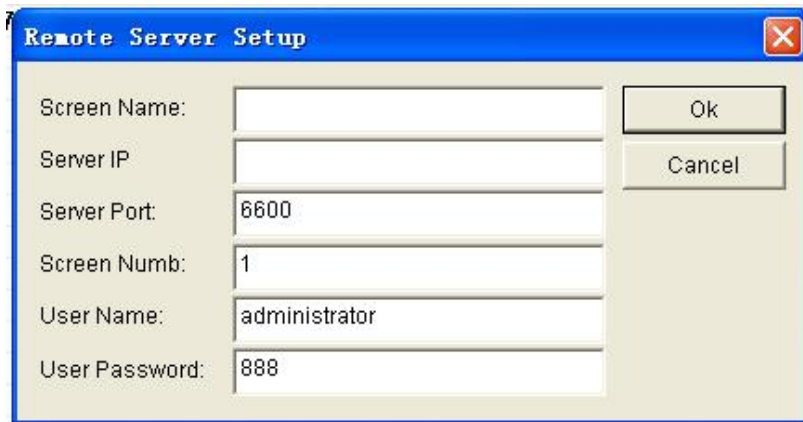 Remote Server Setup
Screen Name:
Ok
Server IP
Cancel
Server Port: 6600
Screen Numb: 1
User Name: administrator
User Password: 888